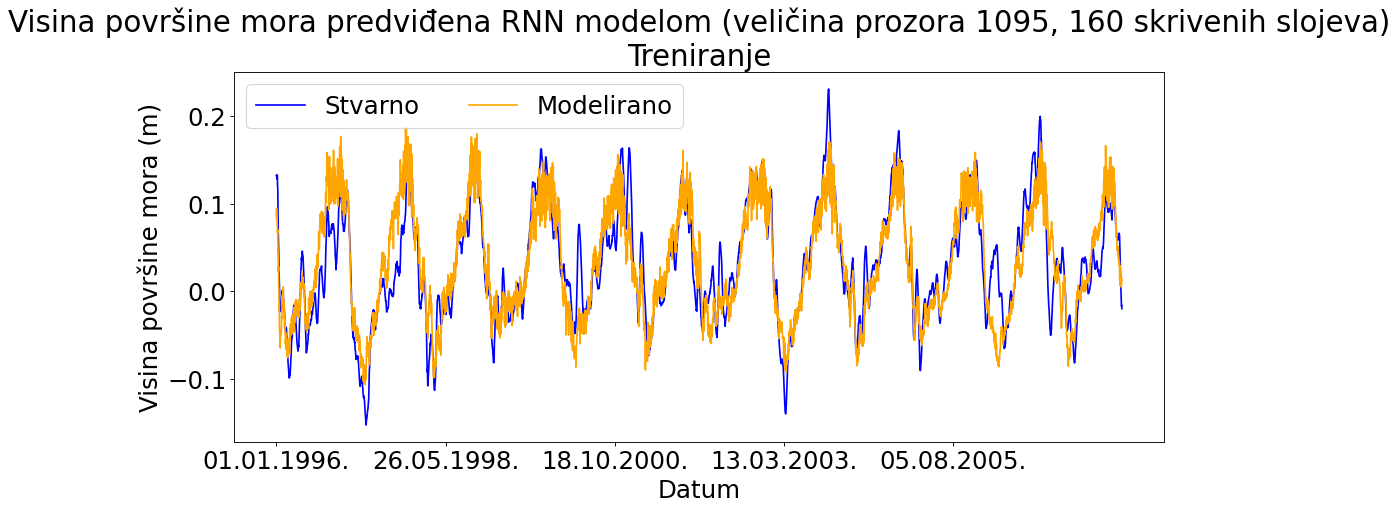 Visina površine mora predviđena RNN modelom (veličina prozora 1095, 160 skrivenih slojeva)
Treniranje
Stvarno Modelirano
Visina površine mora (m)
0.2
0.1
0.0
−0.1
01.01.1996. 26.05.1998. 18.10.2000. 13.03.2003. 05.08.2005.
Datum